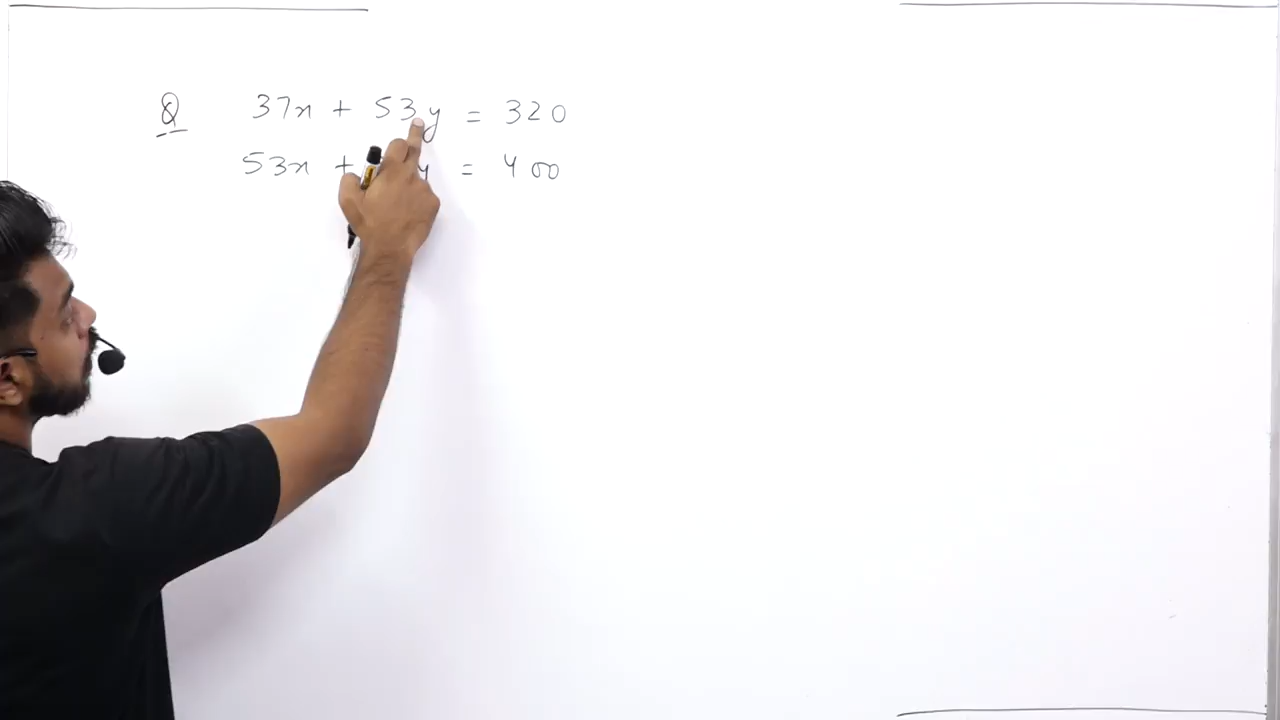 Q 37x + 53y = 320
53x + y = 400